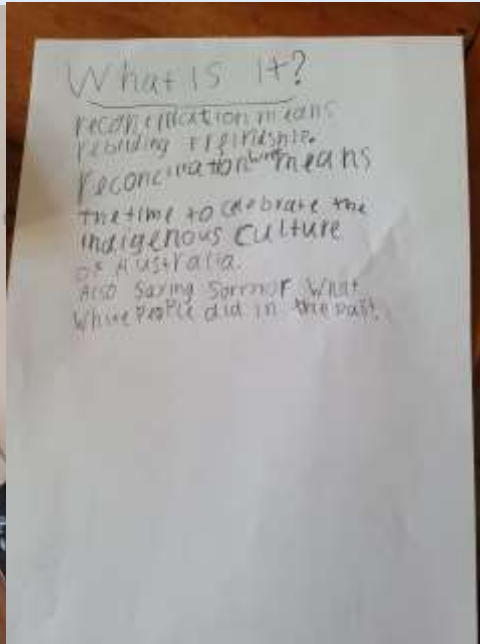 What is it?
reconciliation means
rebuilding friendship.
reconciliation week means
the time to celebrate the
indigenous culture
of Australia.
Also Saying Sorry for What
White People did in the past.